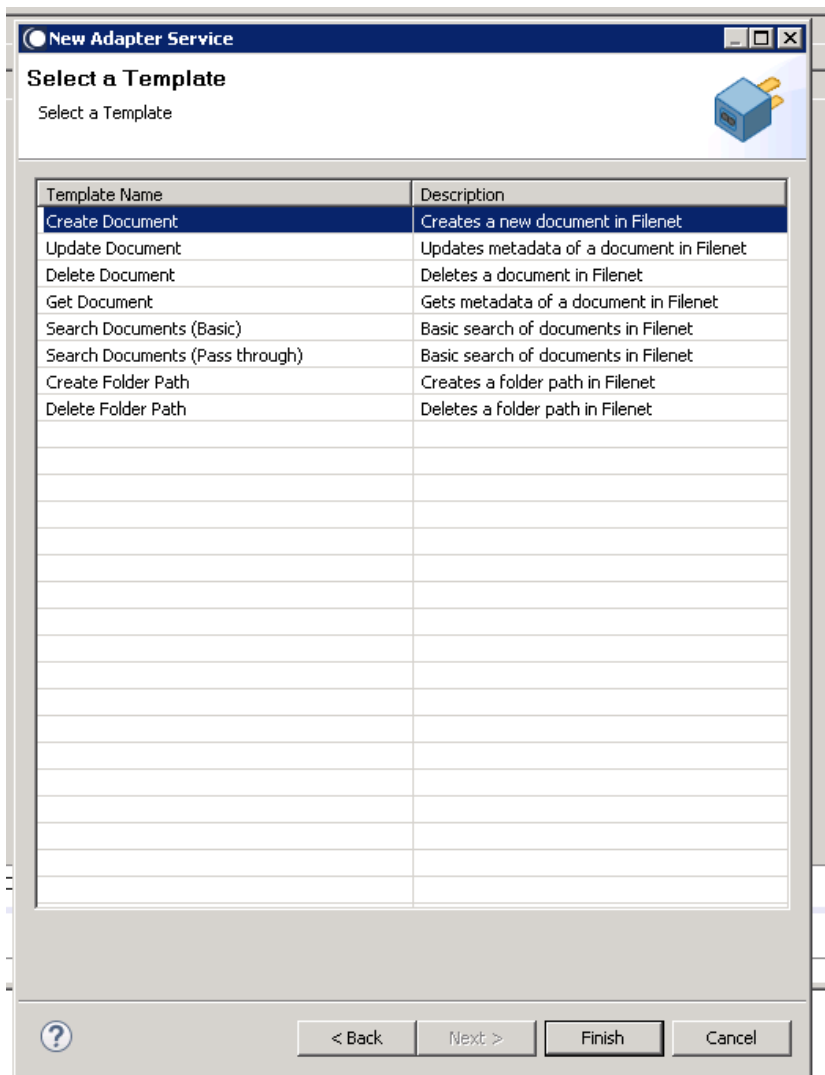 New Adapter Service
Select a Template
Select a Template
Template Name Description
Create Document Creates a new document in Filenet
Update Document Updates metadata of a document in Filenet
Delete Document Deletes a document in Filenet
Get Document Gets metadata of a document in Filenet
Search Documents (Basic) Basic search of documents in Filenet
Search Documents (Pass through) Basic search of documents in Filenet
Create Folder Path Creates a folder path in Filenet
Delete Folder Path Deletes a folder path in Filenet
? < Back Next > Finish Cancel